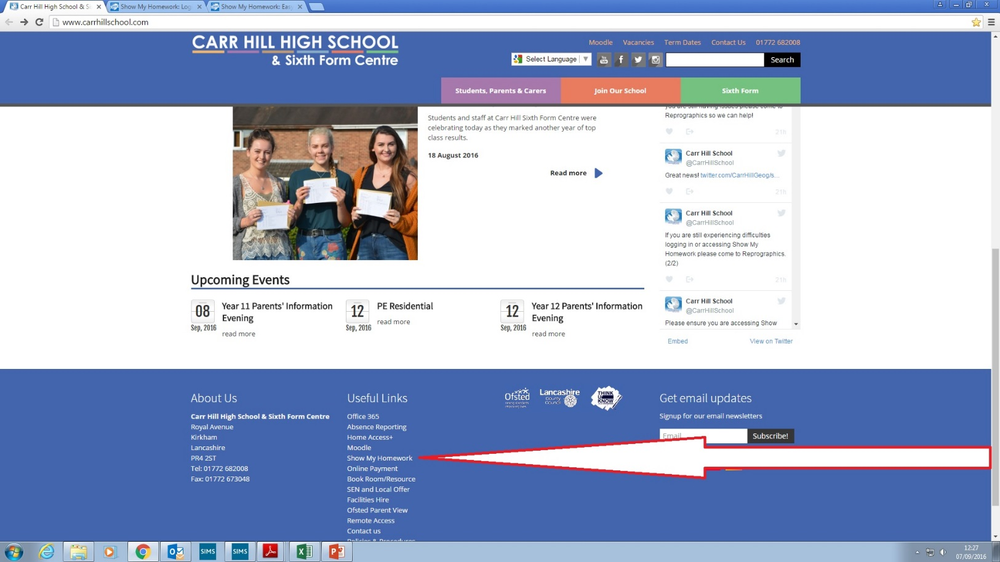 Carr Hill High School & S
Show My Homework: Log
Show My Homework: Eas
www.carrhillschool.com
CARR HILL HIGH SCHOOL
& Sixth Form Centre
Moodle Vacancies Term Dates Contact Us 01772 682008
Select Language
Search
Students, Parents & Carers
Join Our School
Sixth Form
Students and staff at Carr Hill Sixth Form Centre were
celebrating today as they marked another year of top
class results.
18 August 2016
Read more
you are still having issues please come to
Reprographics so we can help!
21h
Carr Hill School
@CarrHillSchool
Great news! twitter.com/CarrHillGeog/s...
21h
Carr Hill School
@CarrHillSchool
If you are still experiencing difficulties
logging in or accessing Show My
Homework please come to Reprographics.
(2/2)
21h
Carr Hill School
@CarrHillSchool
Please ensure you are accessing Show
Embed
View on Twitter
Upcoming Events
08
Sep, 2016
Year 11 Parents' Information
Evening
read more
12
Sep, 2016
PE Residential
read more
12
Sep, 2016
Year 12 Parents' Information
Evening
read more
About Us
Carr Hill High School & Sixth Form Centre
Royal Avenue
Kirkham
Lancashire
PR4 2ST
Tel: 01772 682008
Fax: 01772 673048
Useful Links
Office 365
Absence Reporting
Home Access+
Moodle
Show My Homework
Online Payment
Book Room/Resource
SEN and Local Offer
Facilities Hire
Ofsted Parent View
Remote Access
Contact us
Policies & Procedures
Ofsted
Lancashire
County
Council
THINK
U
KNOW
Get email updates
Signup for our email newsletters
Email
Subscribe!
SIMS
SIMS
12:27
07/09/2016